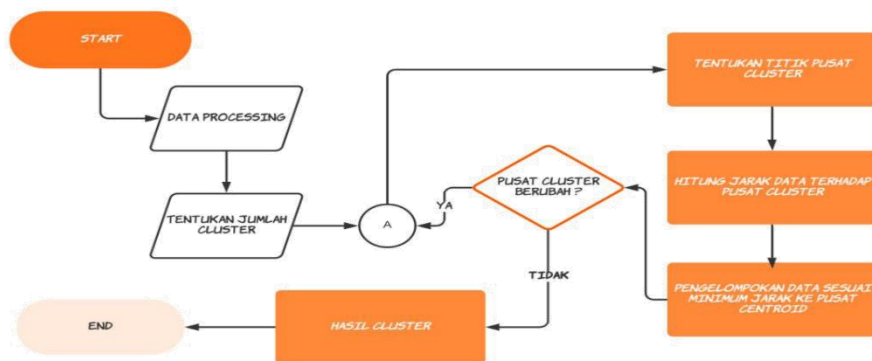 START
DATA PROCESSING
TENTUKAN JUMLAH
CLUSTER
A
TENTUKAN TITIK PUSAT
CLUSTER
HITUNG JARAK DATA TERHADAP
PUSAT CLUSTER
PENGELOMPOKAN DATA SESUAI
MINIMUM JARAK KE PUSAT
CENTROID
PUSAT CLUSTER
BERUBAH ?
YA
TIDAK
HASIL CLUSTER
END